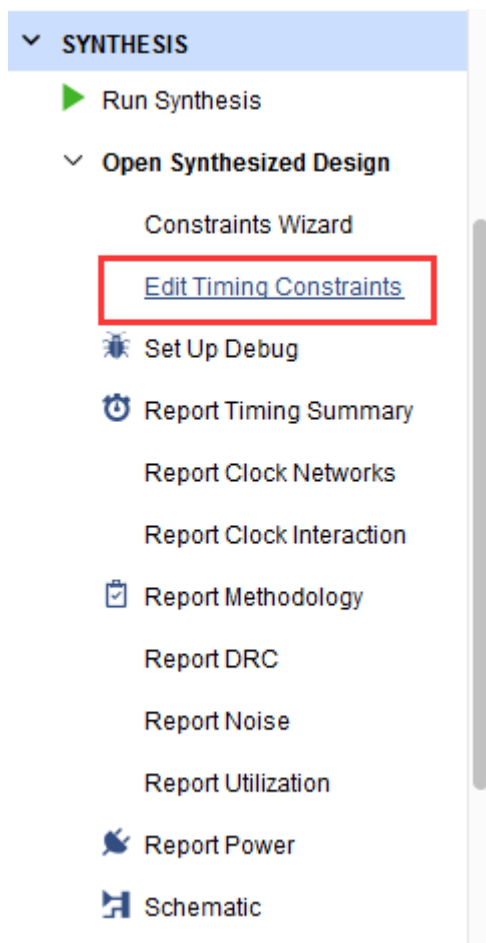 SYNTHESIS
Run Synthesis
Open Synthesized Design
Constraints Wizard
Edit Timing Constraints
Set Up Debug
Report Timing Summary
Report Clock Networks
Report Clock Interaction
Report Methodology
Report DRC
Report Noise
Report Utilization
Report Power
Schematic